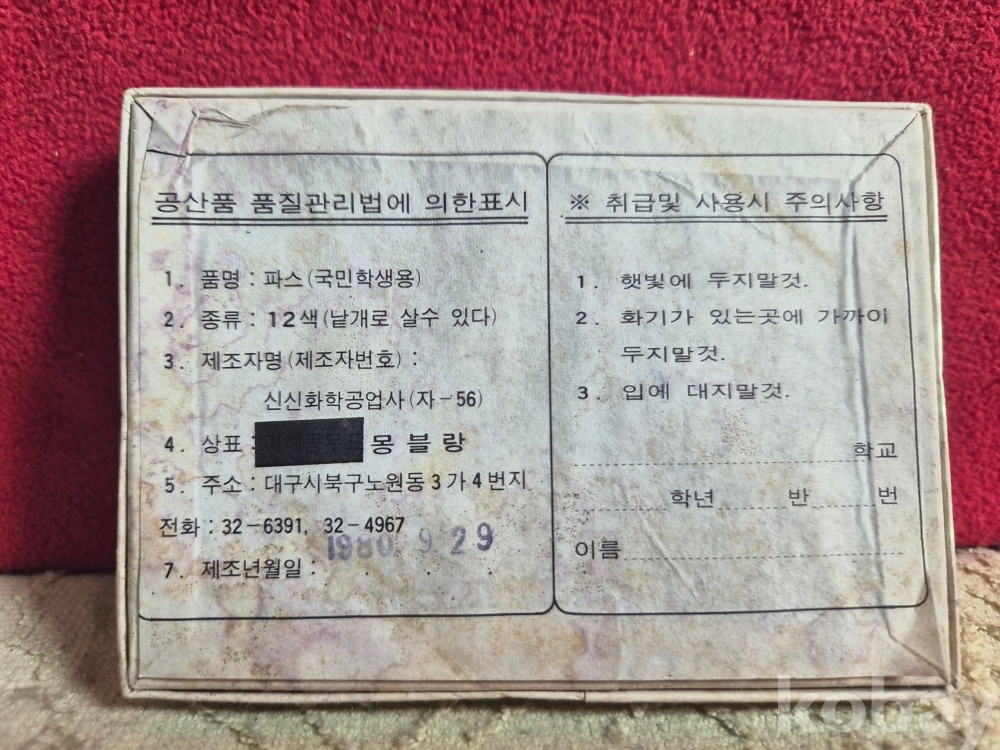 공산품 품질관리법에 의한표시
1. 품명 : 파스(국민학생용)
2. 종류 : 12색(낱개로 살수 있다)
3. 제조자명(제조자번호) :
신신화학공업사(자-56)
4. 상표 : 몽블랑
5. 주소 : 대구시북구노원동3가4번지
전화 : 32-6391, 32-4967
1980 9 29
7. 제조년월일 : . . .
※ 취급및 사용시 주의사항
1. 햇빛에 두지말것.
2. 화기가 있는곳에 가까이
두지말것.
3. 입에 대지말것.
학교
학년 반 번
이름
kobay